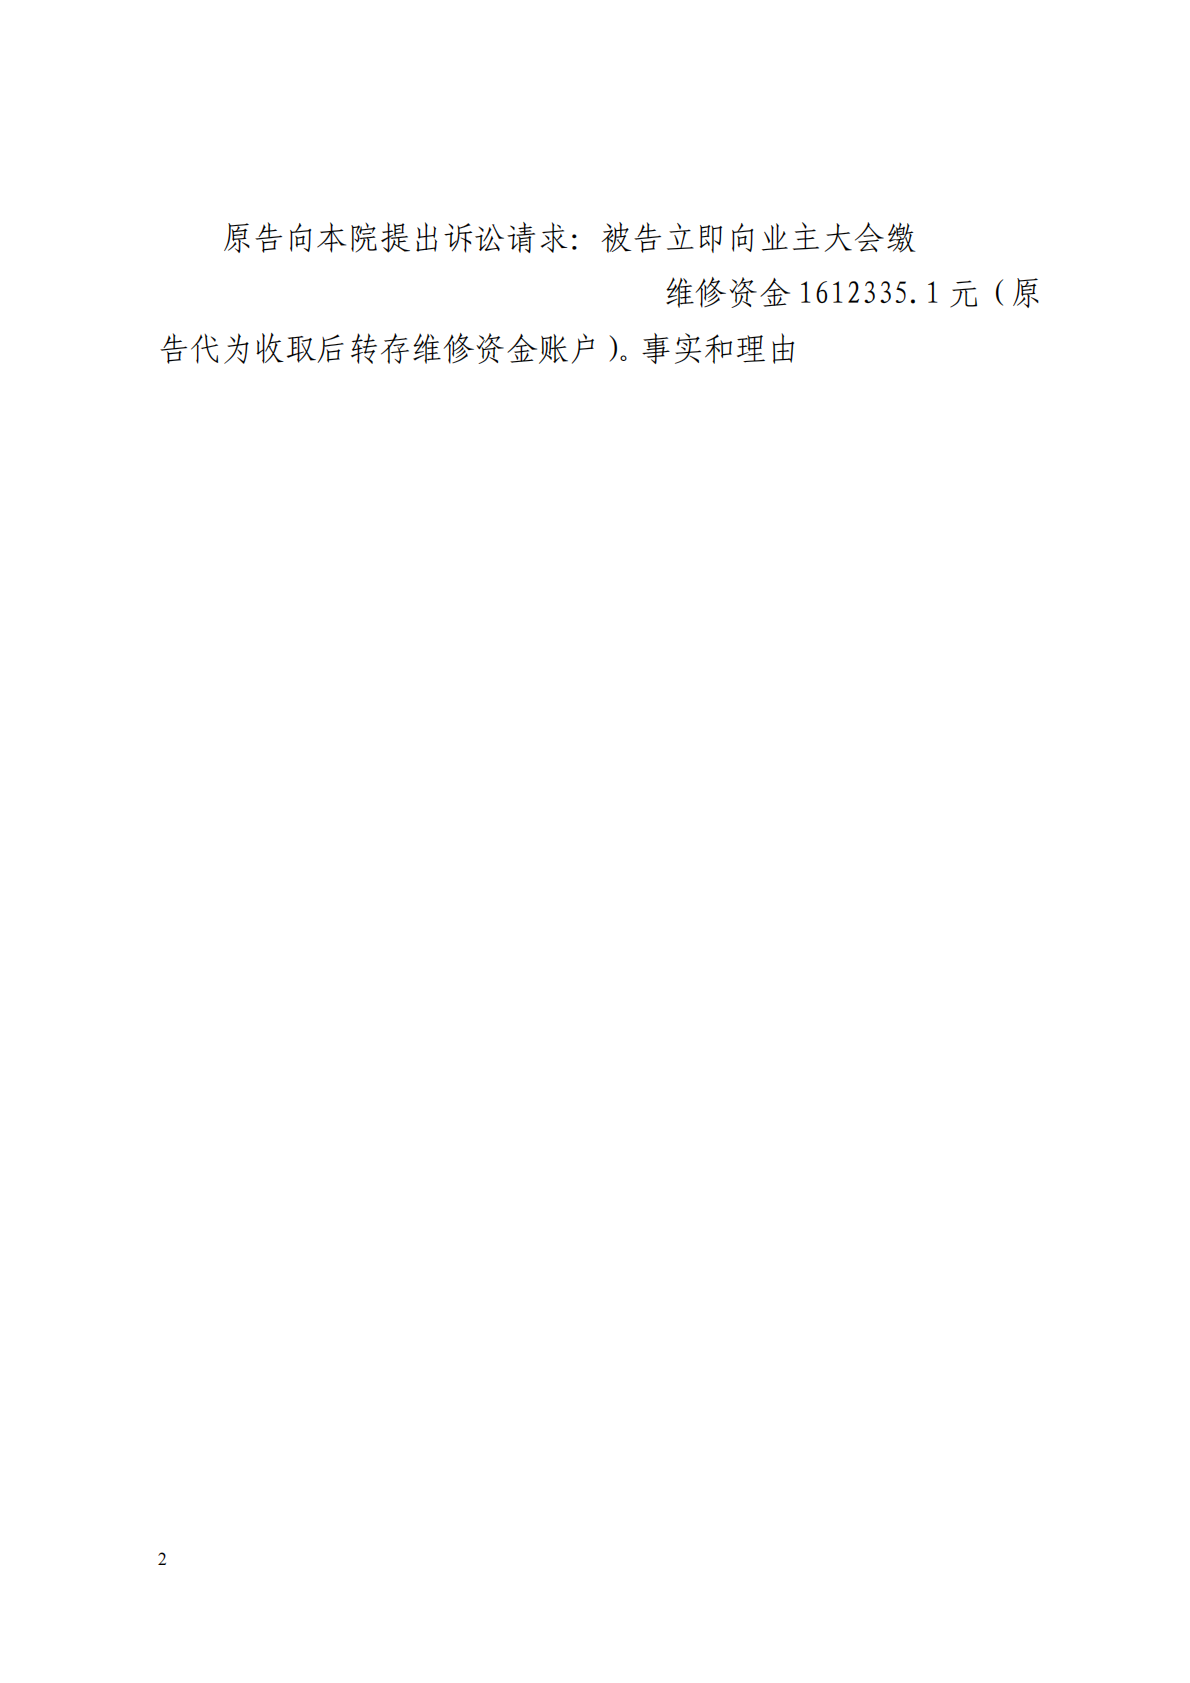 原告向本院提出诉讼请求：被告立即向业主大会缴
维修资金1612335.1元（原
告代为收取后转存维修资金账户）。事实和理由
2